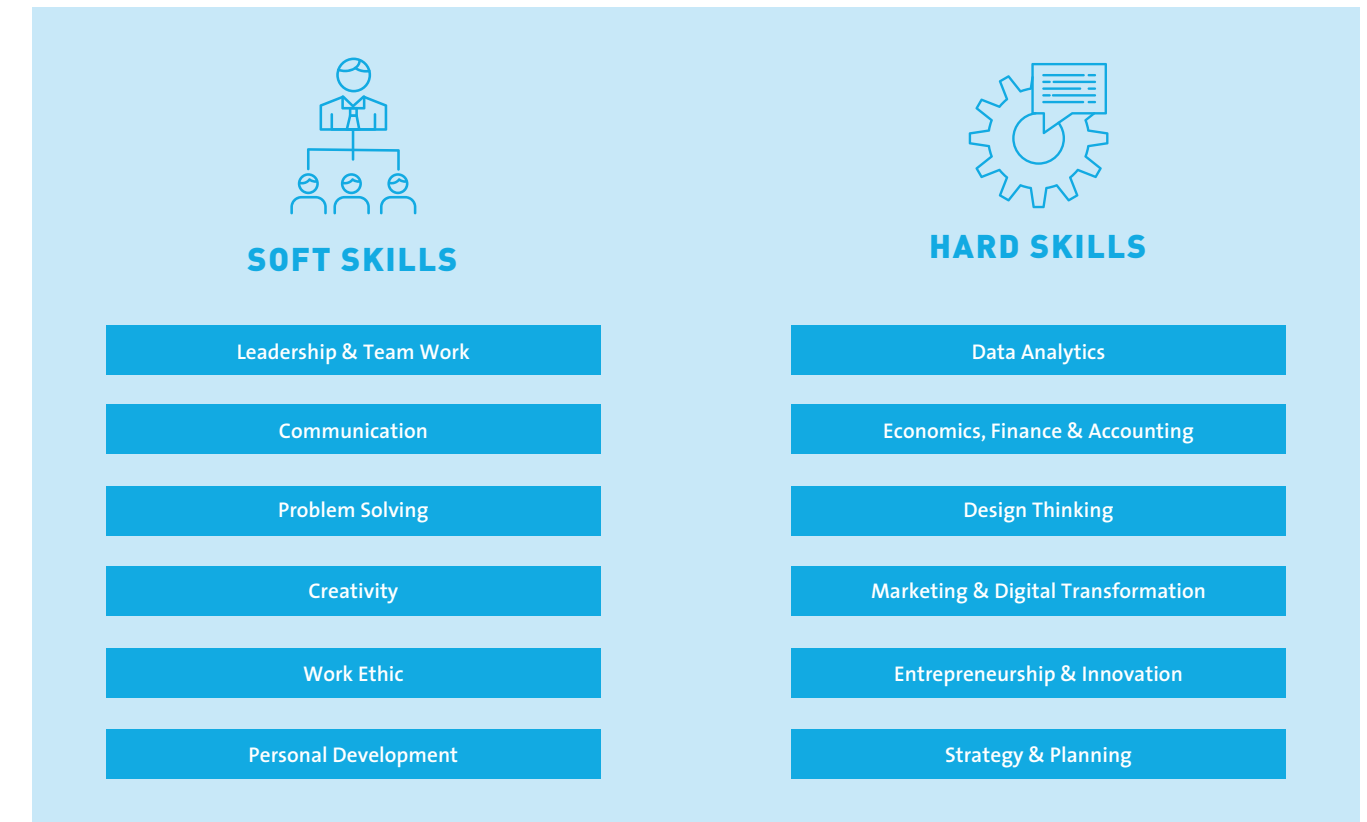 SOFT SKILLS
Leadership & Team Work
Communication
Problem Solving
Creativity
Work Ethic
Personal Development
HARD SKILLS
Data Analytics
Economics, Finance & Accounting
Design Thinking
Marketing & Digital Transformation
Entrepreneurship & Innovation
Strategy & Planning